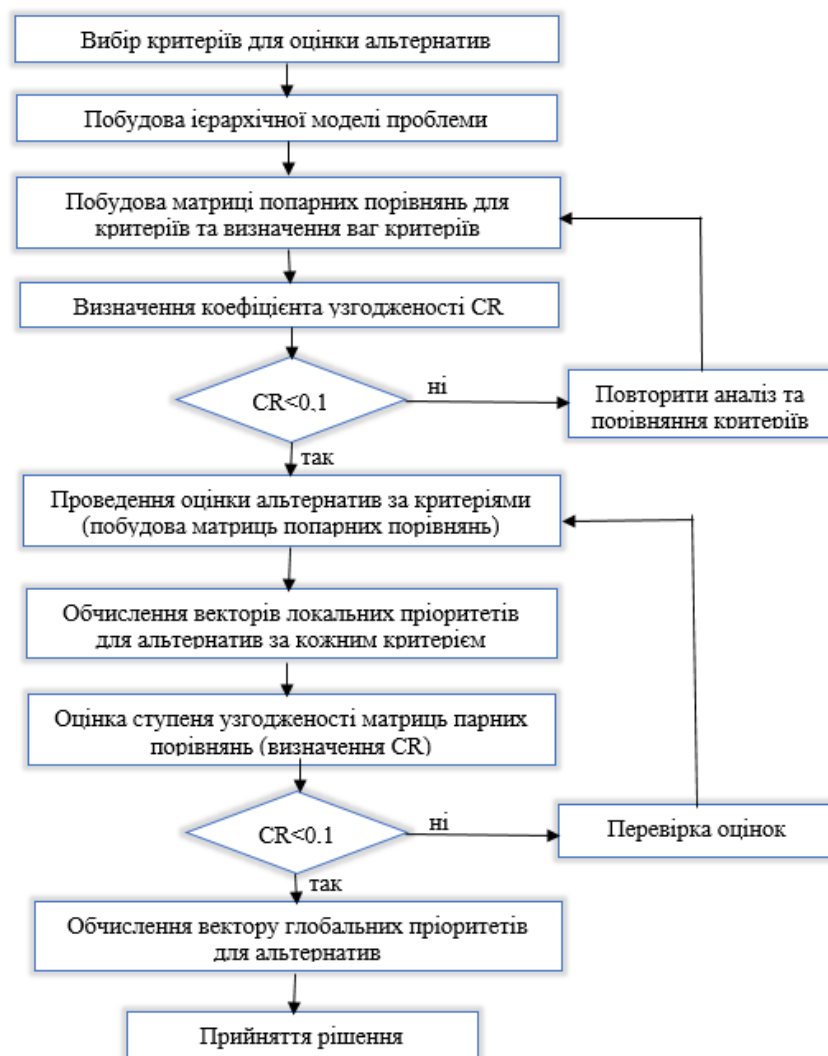 Вибір критеріїв для оцінки альтернатив
Побудова ієрархічної моделі проблеми
Побудова матриці попарних порівнянь для
критеріїв та визначення ваг критеріїв
Визначення коефіцієнта узгодженості CR
CR<0.1
ні
Повторити аналіз та
порівняння критеріїв
так
Проведення оцінки альтернатив за критеріями
(побудова матриць попарних порівнянь)
Обчислення векторів локальних пріоритетів
для альтернатив за кожним критерієм
Оцінка ступеня узгодженості матриць парних
порівнянь (визначення CR)
CR<0.1
ні
Перевірка оцінок
так
Обчислення вектору глобальних пріоритетів
для альтернатив
Прийняття рішення